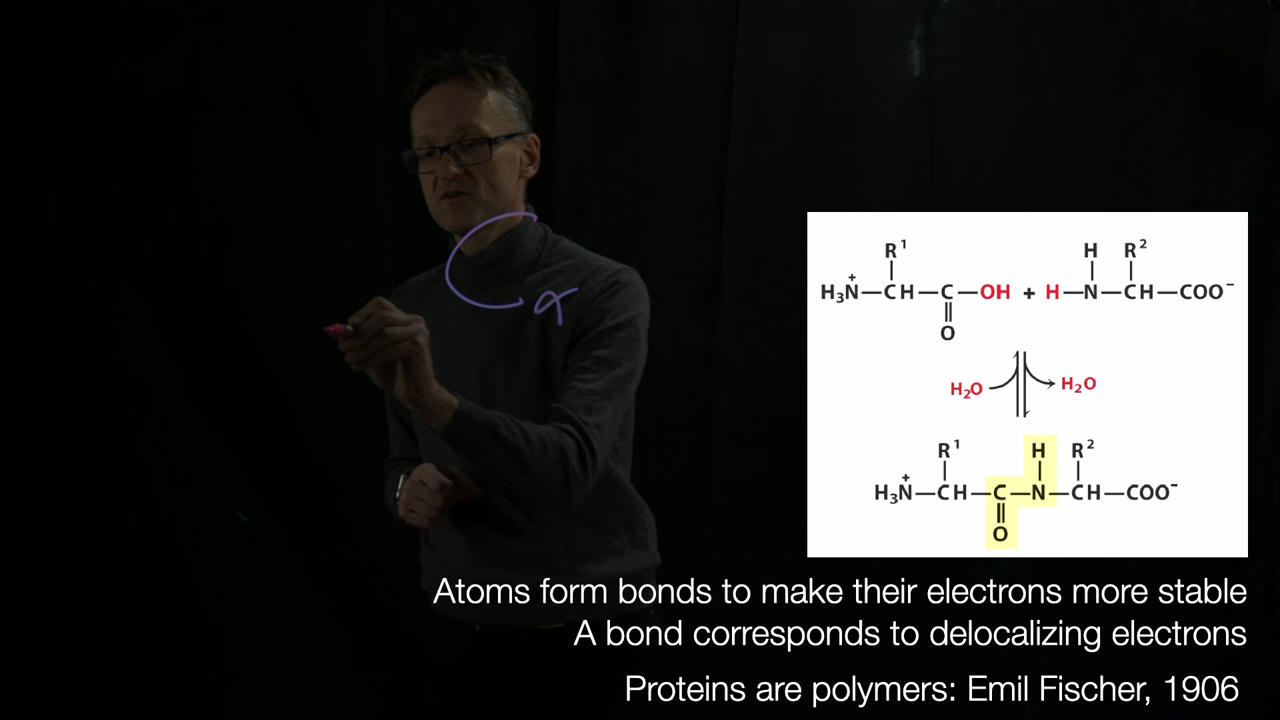 Cα
R¹
H₃N⁺—CH—C—OH + H—N—CH—COO⁻
O
H R²
H₂O H₂O
R¹ H R²
H₃N⁺—CH—C—N—CH—COO⁻
O
Atoms form bonds to make their electrons more stable
A bond corresponds to delocalizing electrons
Proteins are polymers: Emil Fischer, 1906